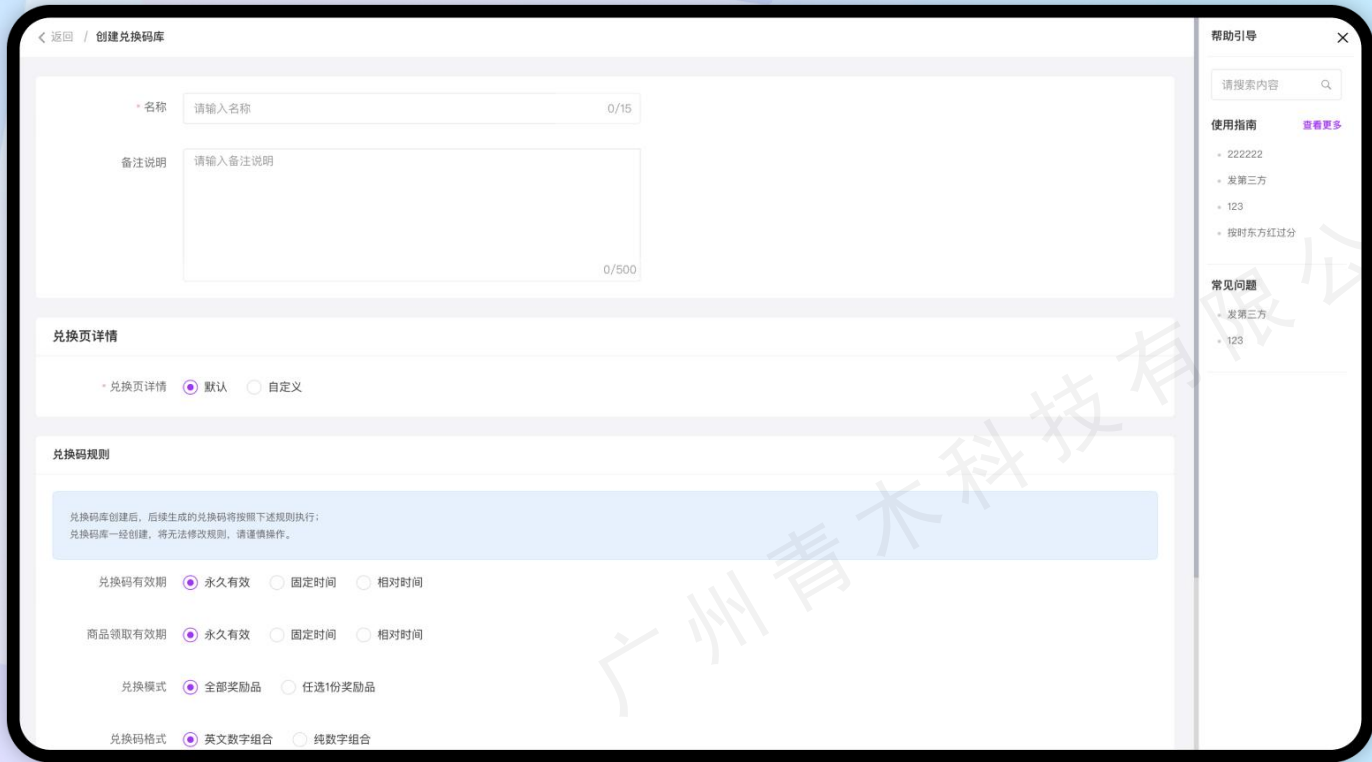 返回 / 创建兑换码库
* 名称 请输入名称 0/15
备注说明 请输入备注说明
0/500
兑换页详情
* 兑换页详情 默认 自定义
兑换码规则
兑换码库创建后，后续生成的兑换码将按照下述规则执行；
兑换码库一经创建，将无法修改规则，请谨慎操作。
兑换码有效期 永久有效 固定时间 相对时间
商品领取有效期 永久有效 固定时间 相对时间
兑换模式 全部奖励品 任选1份奖励品
兑换码格式 英文数字组合 纯数字组合
帮助引导
请搜索内容
使用指南 查看更多
222222
发第三方
123
按时东方红过分
常见问题
发第三方
123
广州青木科技有限公